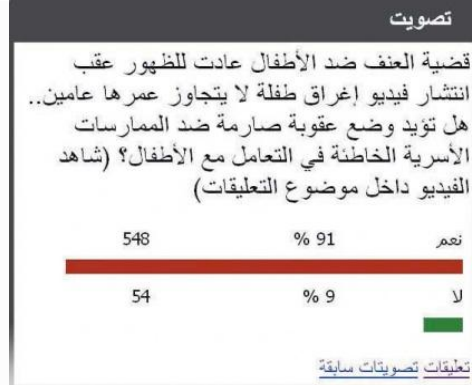 تصويت
قضية العنف ضد الأطفال عادت للظهور عقب
انتشار فيديو إغراق طفلة لا يتجاوز عمرها عامين..
هل تؤيد وضع عقوبة صارمة ضد الممارسات
الأسرية الخاطئة في التعامل مع الأطفال؟ (شاهد
الفيديو داخل موضوع التعليقات)
نعم 91 % 548
لا 9 % 54
تعليقات تصويتات سابقة